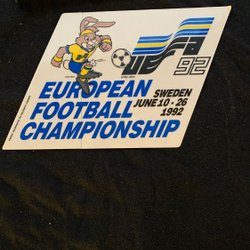 UEFA
92
EUROPEAN
FOOTBALL
CHAMPIONSHIP
SWEDEN
JUNE 10 - 26
1992